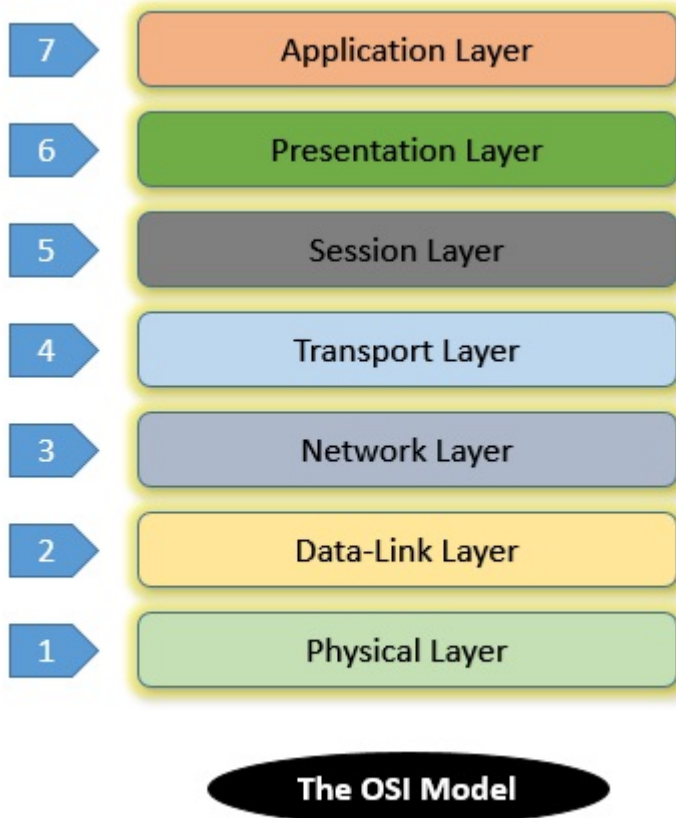 7 Application Layer
6 Presentation Layer
5 Session Layer
4 Transport Layer
3 Network Layer
2 Data-Link Layer
1 Physical Layer
The OSI Model